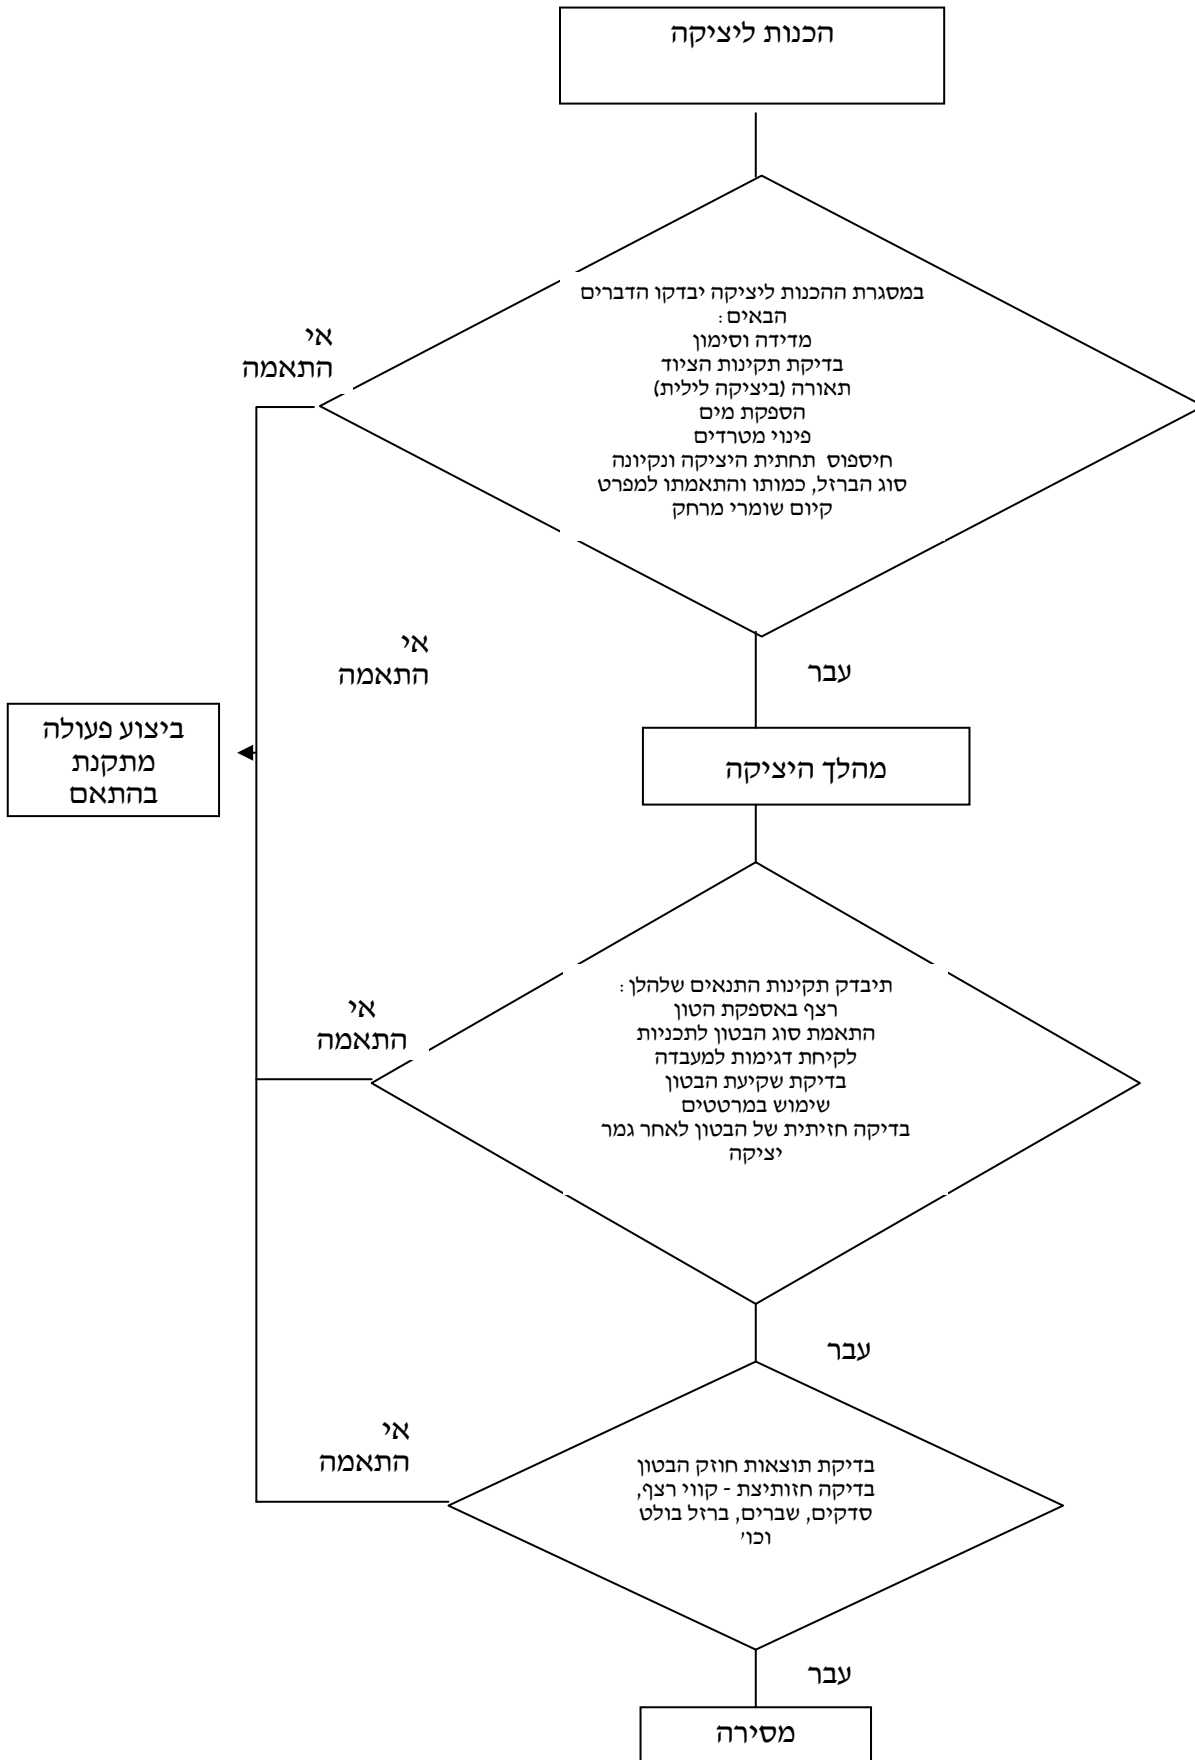 הכנות ליציקה
במסגרת ההכנות ליציקה יבדקו הדברים
הבאים:
מדידה וסימון
בדיקת תקינות הציוד
תאורה (ביציקה לילית)
הספקת מים
פינוי מטרדים
חיספוס תחתית היציקה ונקיונה
סוג הברזל, כמותו והתאמתו למפרט
קיום שומרי מרחק
אי
התאמה
אי
התאמה
עבר
מהלך היציקה
ביצוע פעולה
מתקנת
בהתאם
תיבדק תקינות התנאים שלהלן:
רצף באספקת הטון
התאמת סוג הבטון לתכניות
לקיחת דגימות למעבדה
בדיקת שקיעת הבטון
שימוש במרטטים
בדיקה חזיתית של הבטון לאחר גמר
יציקה
אי
התאמה
עבר
בדיקת תוצאות חוזק הבטון
בדיקה חזותיצת - קווי רצף,
סדקים, שברים, ברזל בולט
וכו'
אי
התאמה
עבר
מסירה